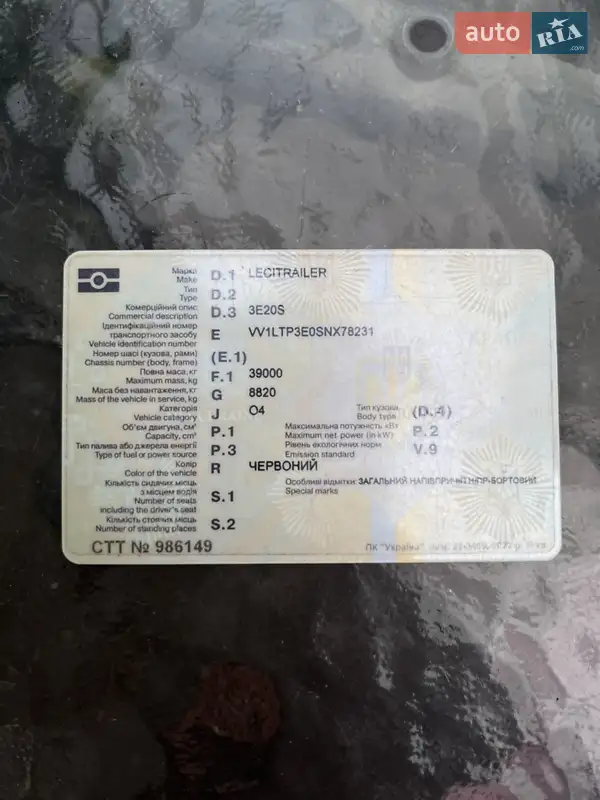 auto RIA .com
Марка D.1 LECITRAILER
Make
Тип D.2
Type
Комерційний опис D.3 3E20S
Commercial description
Ідентифікаційний номер
транспортного засобу E VV1LTP3E0SNX78231
Vehicle identification number
Номер шасі (кузова, рами) (E.1)
Chassis number (body, frame)
Повна маса, кг F.1 39000
Maximum mass, kg
Маса без навантаження, кг G 8820
Mass of the vehicle in service, kg
Категорія J O4 Тип кузова (D.4)
Vehicle category Body type
Об'єм двигуна, см³ P.1 Максимальна потужність кВт P.2
Capacity, cm³ Maximum net power (in kW)
Тип палива або джерела енергії P.3 Рівень екологічних норм V.9
Type of fuel or power source Emission standard
Колір R ЧЕРВОНИЙ
Color of the vehicle
Кількість сидячих місць Особливі відмітки: ЗАГАЛЬНИЙ НАПІВПРИЧІП Н/ПР-БОРТОВИЙ
з місцем водія S.1 Special marks
Number of seats
including the driver's seat
Кількість стоячих місць S.2
Number of standing places
СТТ № 986149 ПК "Україна"